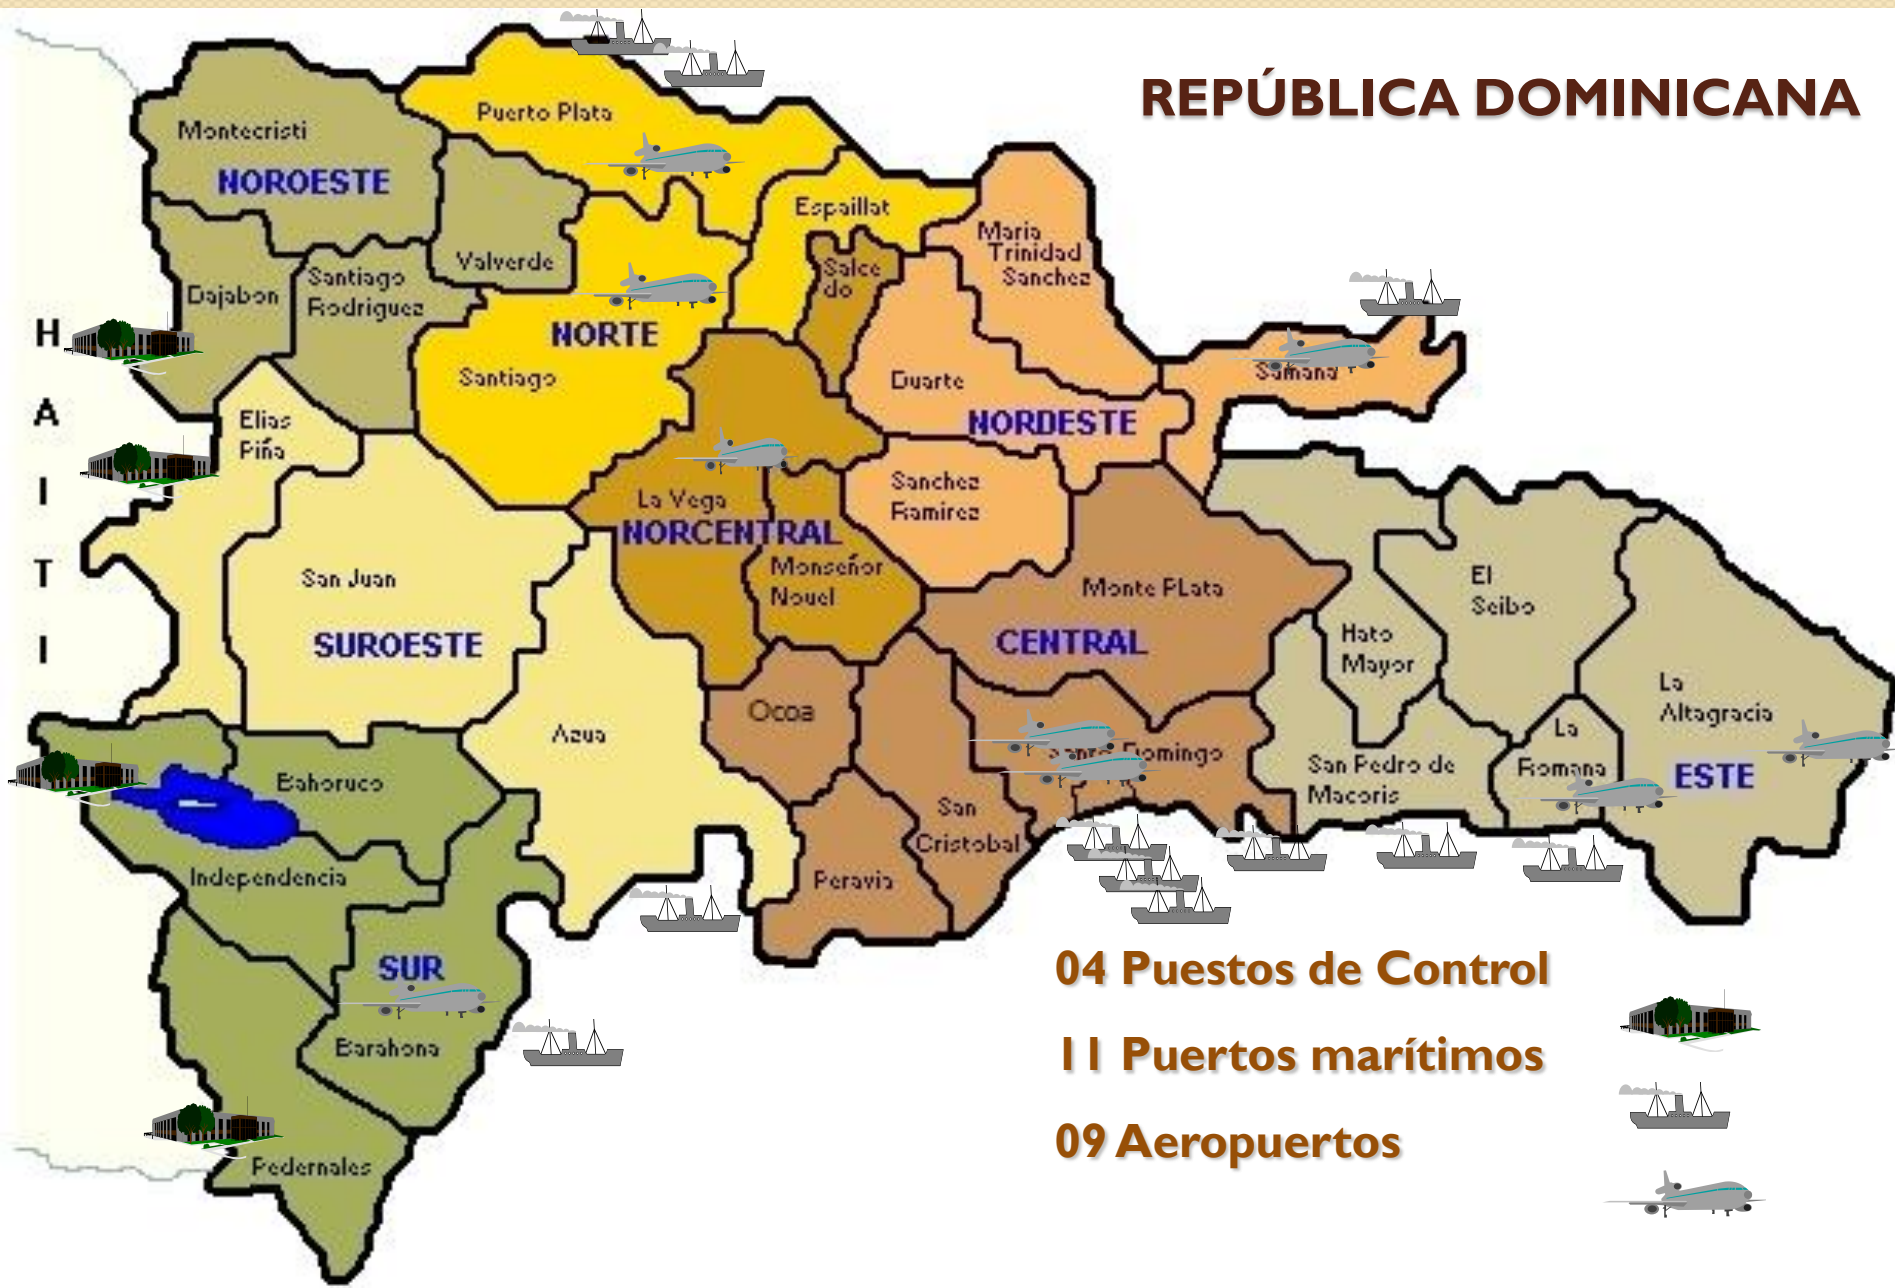 REPÚBLICA DOMINICANA
Puerto Plata
Montecristi
NOROESTE
Espaillat
Maria
Trinidad
Sanchez
Valverde
Santiago
Rodriguez
Dajabon
Salce
do
H
A
I
T
I
NORTE
Santiago
Duarte
Samana
NORDESTE
Elias
Piña
La Vega
NORCENTRAL
Sanchez
Ramirez
San Juan
Monseñor
Nouel
Monte PLata
El
Seibo
SUROESTE
CENTRAL
Hato
Mayor
Ocoa
La
Altagracia
Azua
Santo Domingo
La
Romana
San Pedro de
Macoris
ESTE
Bahoruco
San
Cristobal
Independencia
Peravia
SUR
Barahona
Pedernales
04 Puestos de Control
11 Puertos marítimos
09 Aeropuertos